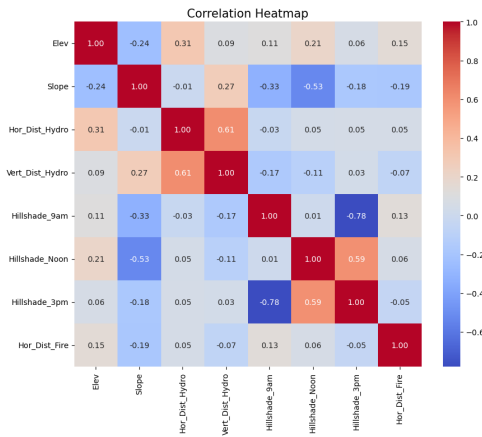 Correlation Heatmap
Elev 1.00 -0.24 0.31 0.09 0.11 0.21 0.06 0.15
Slope -0.24 1.00 -0.01 0.27 -0.33 -0.53 -0.18 -0.19
Hor_Dist_Hydro 0.31 -0.01 1.00 0.61 -0.03 0.05 0.05 0.05
Vert_Dist_Hydro 0.09 0.27 0.61 1.00 -0.17 -0.11 0.03 -0.07
Hillshade_9am 0.11 -0.33 -0.03 -0.17 1.00 0.01 -0.78 0.13
Hillshade_Noon 0.21 -0.53 0.05 -0.11 0.01 1.00 0.59 0.06
Hillshade_3pm 0.06 -0.18 0.05 0.03 -0.78 0.59 1.00 -0.05
Hor_Dist_Fire 0.15 -0.19 0.05 -0.07 0.13 0.06 -0.05 1.00
Elev
Slope
Hor_Dist_Hydro
Vert_Dist_Hydro
Hillshade_9am
Hillshade_Noon
Hillshade_3pm
Hor_Dist_Fire
1.0
0.8
0.6
0.4
0.2
0.0
-0.2
-0.4
-0.6